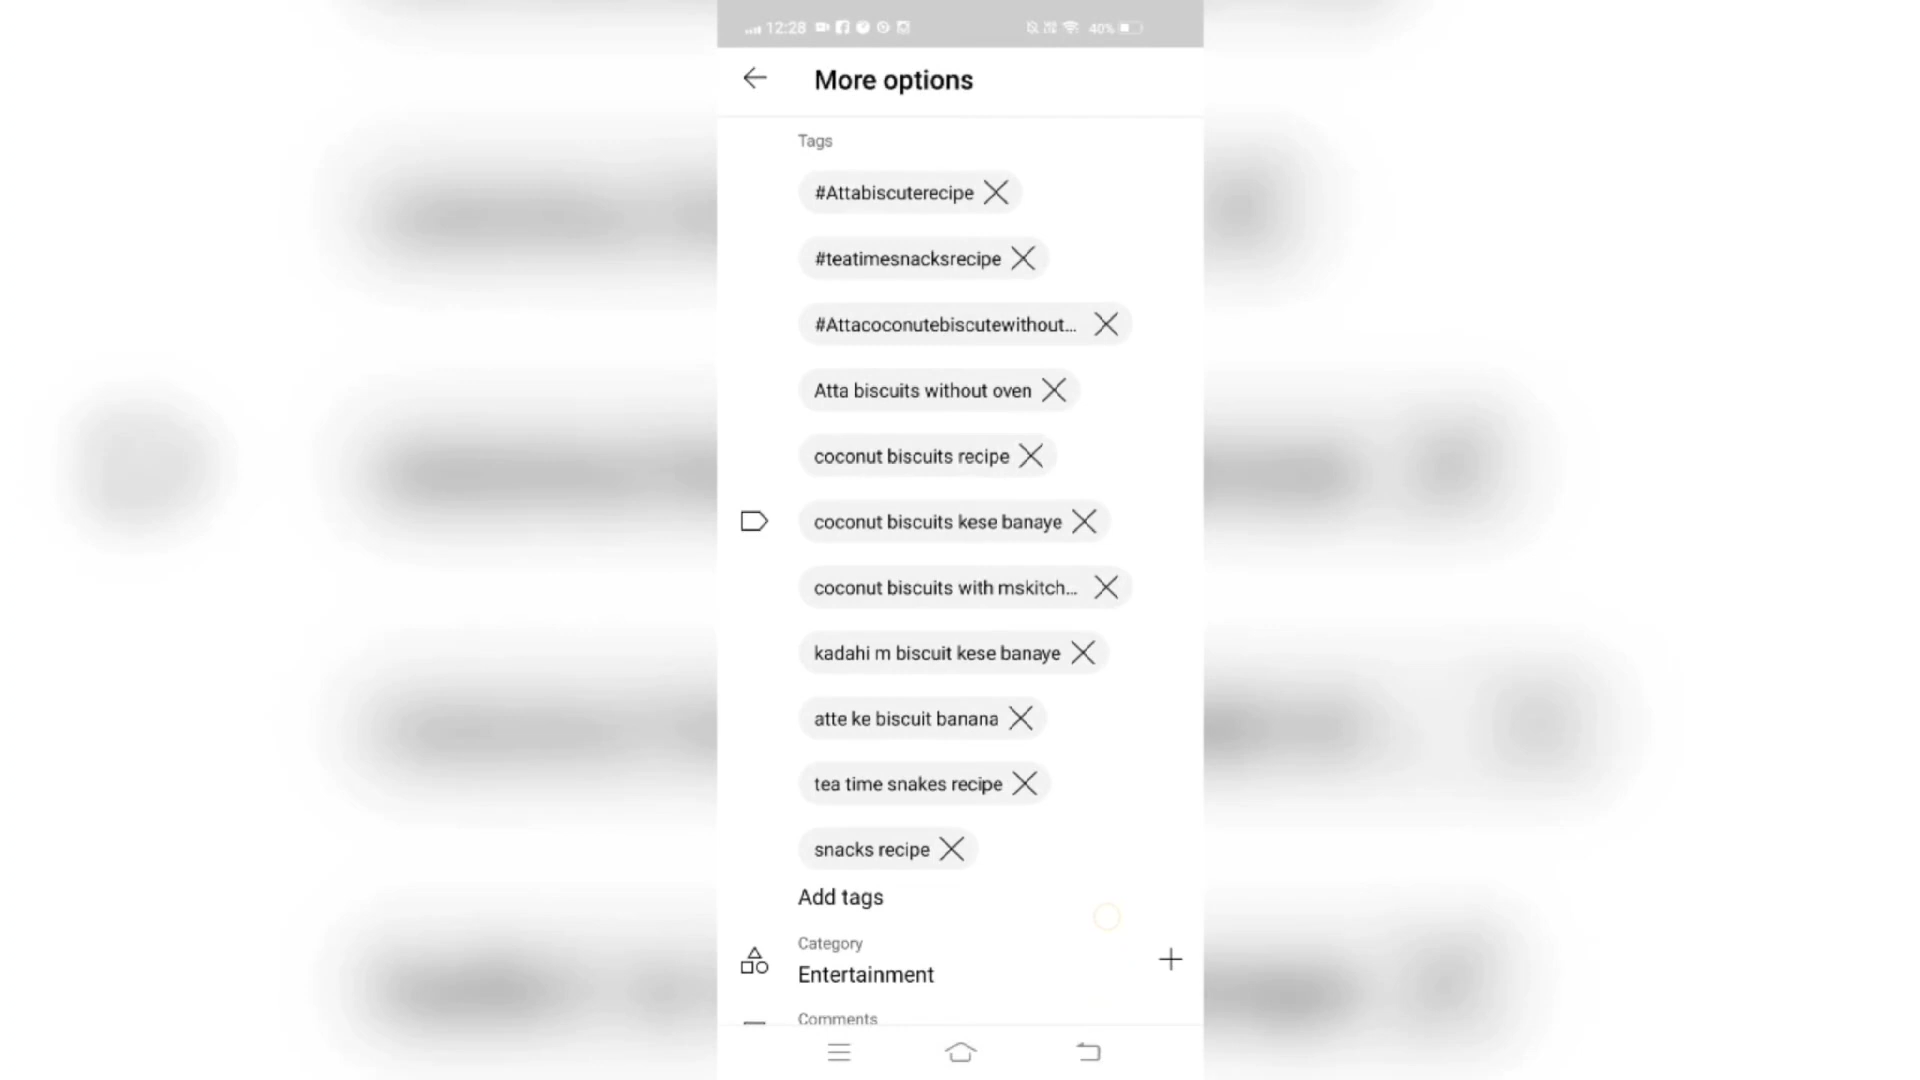 12:28
40%
More options
Tags
#Attabiscuterecipe
#teatimesnacksrecipe
#Attacoconutebiscutewithout...
Atta biscuits without oven
coconut biscuits recipe
coconut biscuits kese banaye
coconut biscuits with mskitch...
kadahi m biscuit kese banaye
atte ke biscuit banana
tea time snakes recipe
snacks recipe
Add tags
Category
Entertainment
Comments